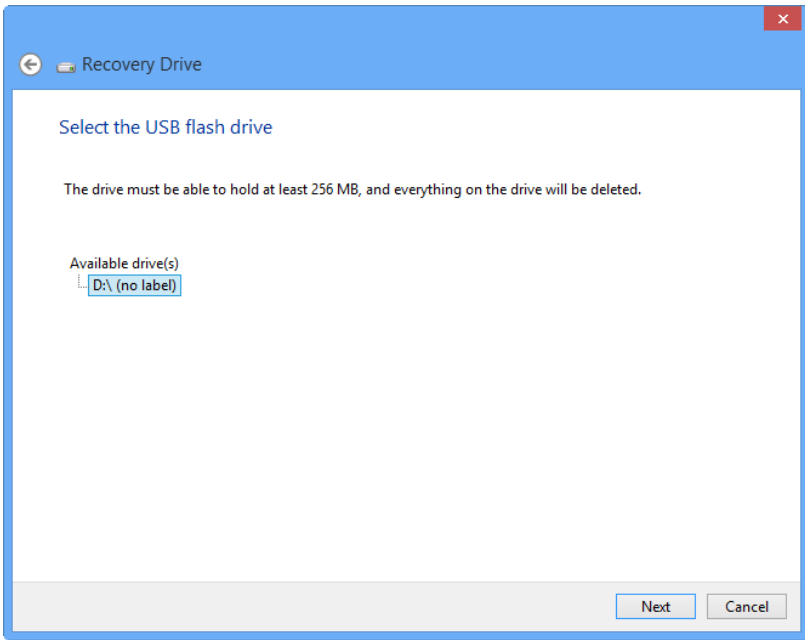 Recovery Drive
Select the USB flash drive
The drive must be able to hold at least 256 MB, and everything on the drive will be deleted.
Available drive(s)
D:\ (no label)
Next Cancel